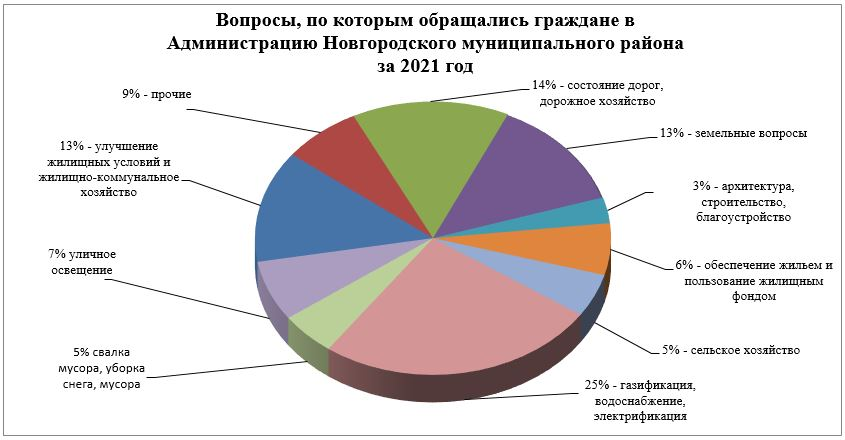 Вопросы, по которым обращались граждане в
Администрацию Новгородского муниципального района
за 2021 год
14% - состояние дорог,
дорожное хозяйство
13% - земельные вопросы
3% - архитектура,
строительство,
благоустройство
6% - обеспечение жильем и
пользование жилищным
фондом
5% - сельское хозяйство
25% - газификация,
водоснабжение,
электрификация
5% свалка
мусора, уборка
снега, мусора
7% уличное
освещение
13% - улучшение
жилищных условий и
жилищно-коммунальное
хозяйство
9% - прочие